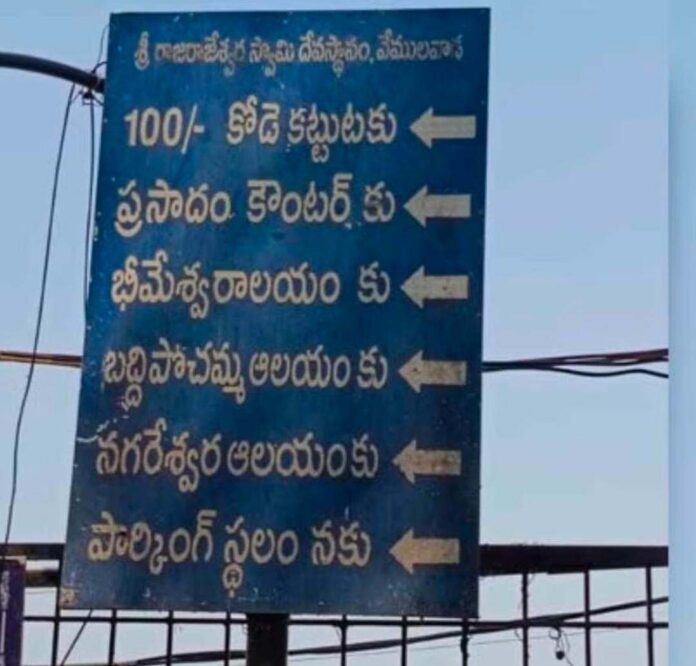 శ్రీ రాజరాజేశ్వర స్వామి దేవస్థానం, వేములవాడ
100/- కోడె కట్టుటకు
ప్రసాదం కౌంటర్ కు
భీమేశ్వరాలయం కు
బద్దిపోచమ్మ ఆలయం కు
నగరేశ్వర ఆలయంకు
పార్కింగ్ స్థలం నకు